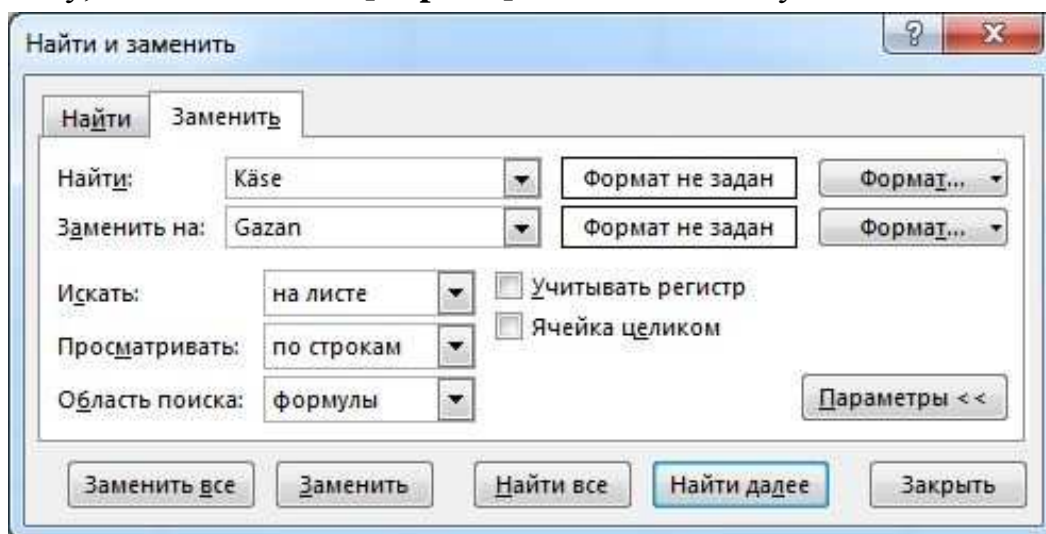 Найти и заменить
Найти Заменить
Найти: Käse Формат не задан Формат...
Заменить на: Gazan Формат не задан Формат...
Искать: на листе Учитывать регистр
Ячейка целиком
Просматривать: по строкам
Область поиска: формулы Параметры <<
Заменить все Заменить Найти все Найти далее Закрыть